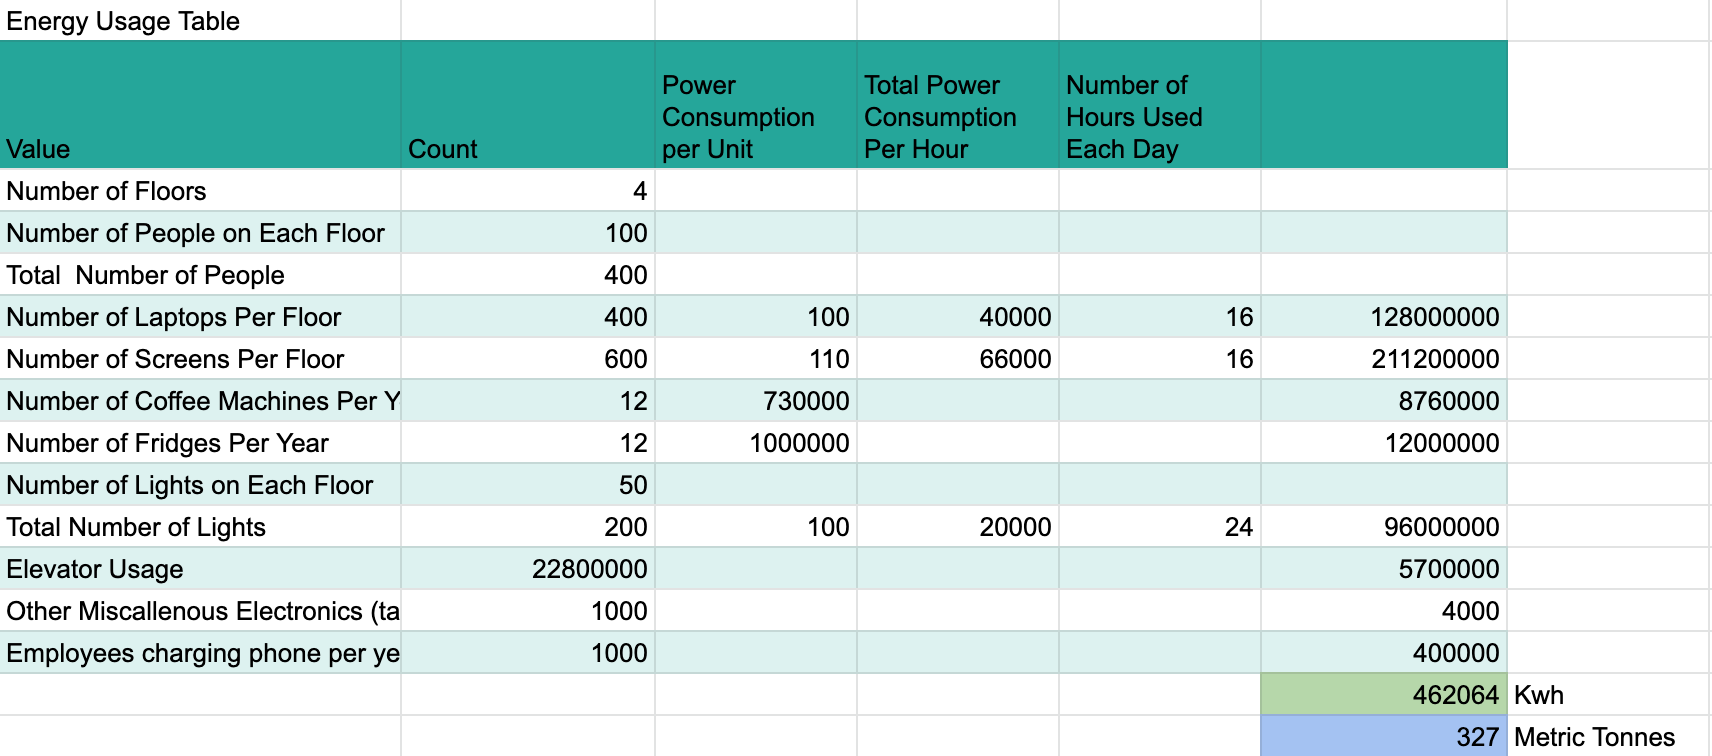 Energy Usage Table
Value Count Power Consumption per Unit Total Power Consumption Per Hour Number of Hours Used Each Day
Number of Floors 4
Number of People on Each Floor 100
Total  Number of People 400
Number of Laptops Per Floor 400 100 40000 16 128000000
Number of Screens Per Floor 600 110 66000 16 211200000
Number of Coffee Machines Per Y 12 730000 8760000
Number of Fridges Per Year 12 1000000 12000000
Number of Lights on Each Floor 50
Total Number of Lights 200 100 20000 24 96000000
Elevator Usage 22800000 5700000
Other Miscallenous Electronics (ta 1000 4000
Employees charging phone per ye 1000 400000
462064 Kwh
327 Metric Tonnes